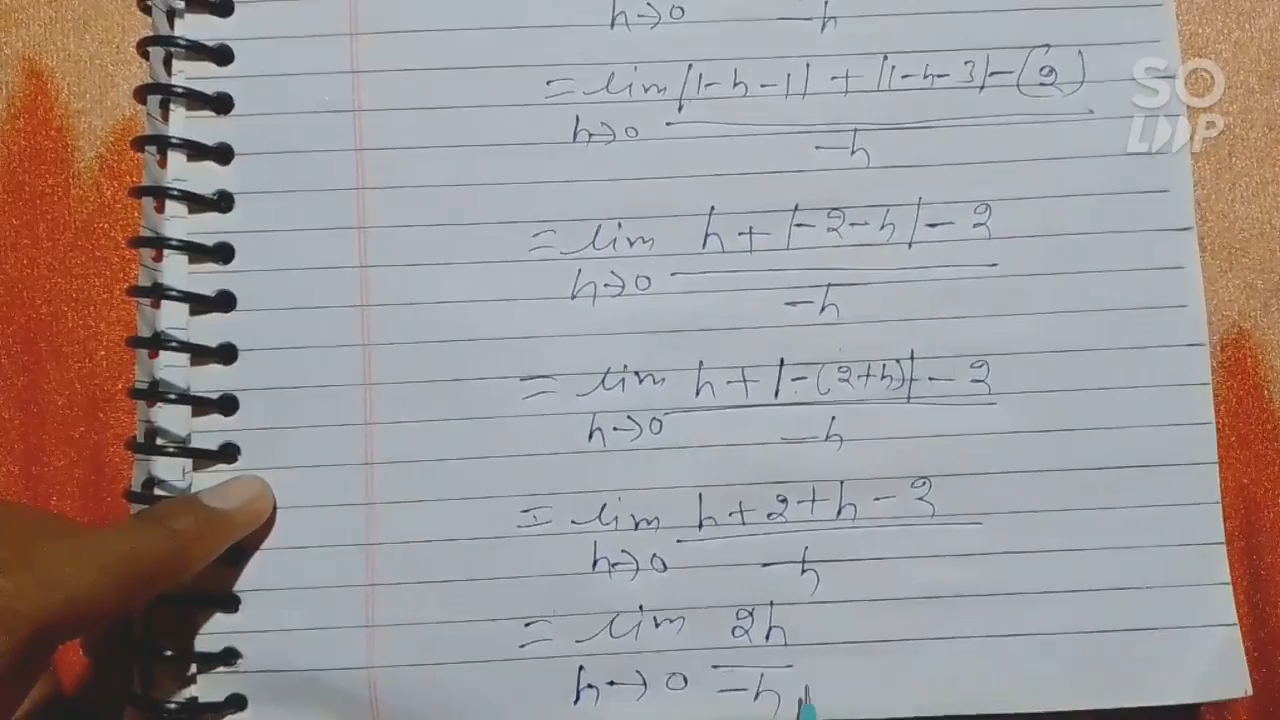 h→0 -h
= lim |1-h-1| + |1-h-3| - (2)
h→0 -h
= lim h + |-2-h| - 2
h→0 -h
= lim h + |-(2+h)| - 2
h→0 -h
= lim h+2+h-2
h→0 -h
= lim 2h
h→0 -h
SO
LOOP